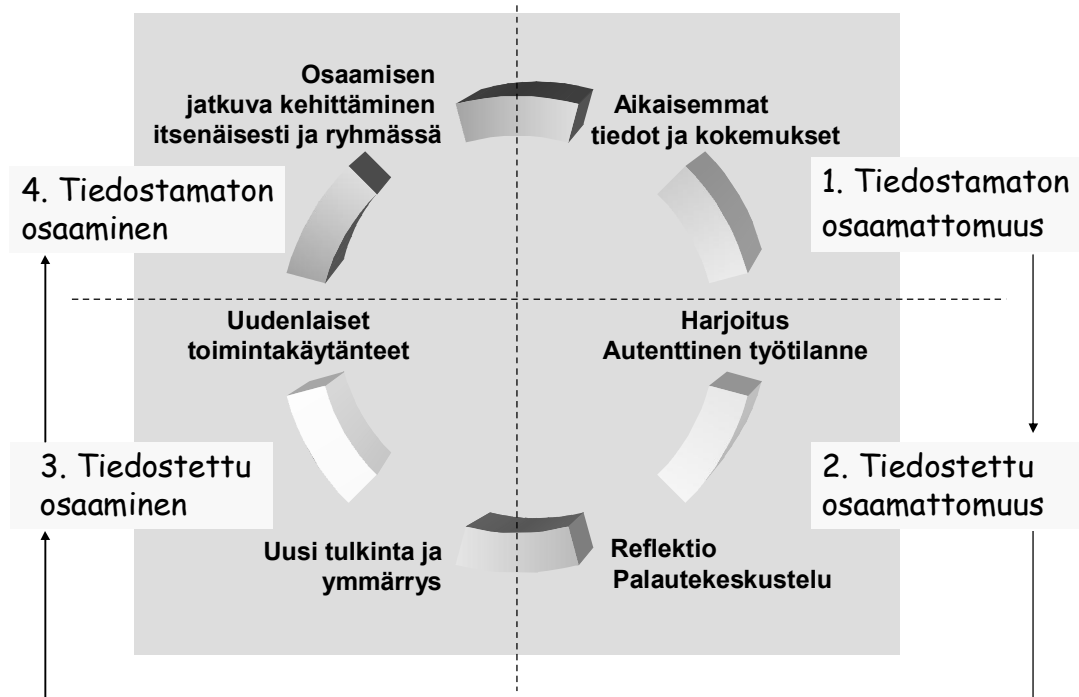 Osaamisen
jatkuva kehittäminen
itsenäisesti ja ryhmässä
Aikaisemmat
tiedot ja kokemukset
4. Tiedostamaton
osaaminen
1. Tiedostamaton
osaamattomuus
Uudenlaiset
toimintakäytänteet
Harjoitus
Autenttinen työtilanne
3. Tiedostettu
osaaminen
2. Tiedostettu
osaamattomuus
Uusi tulkinta ja
ymmärrys
Reflektio
Palautekeskustelu